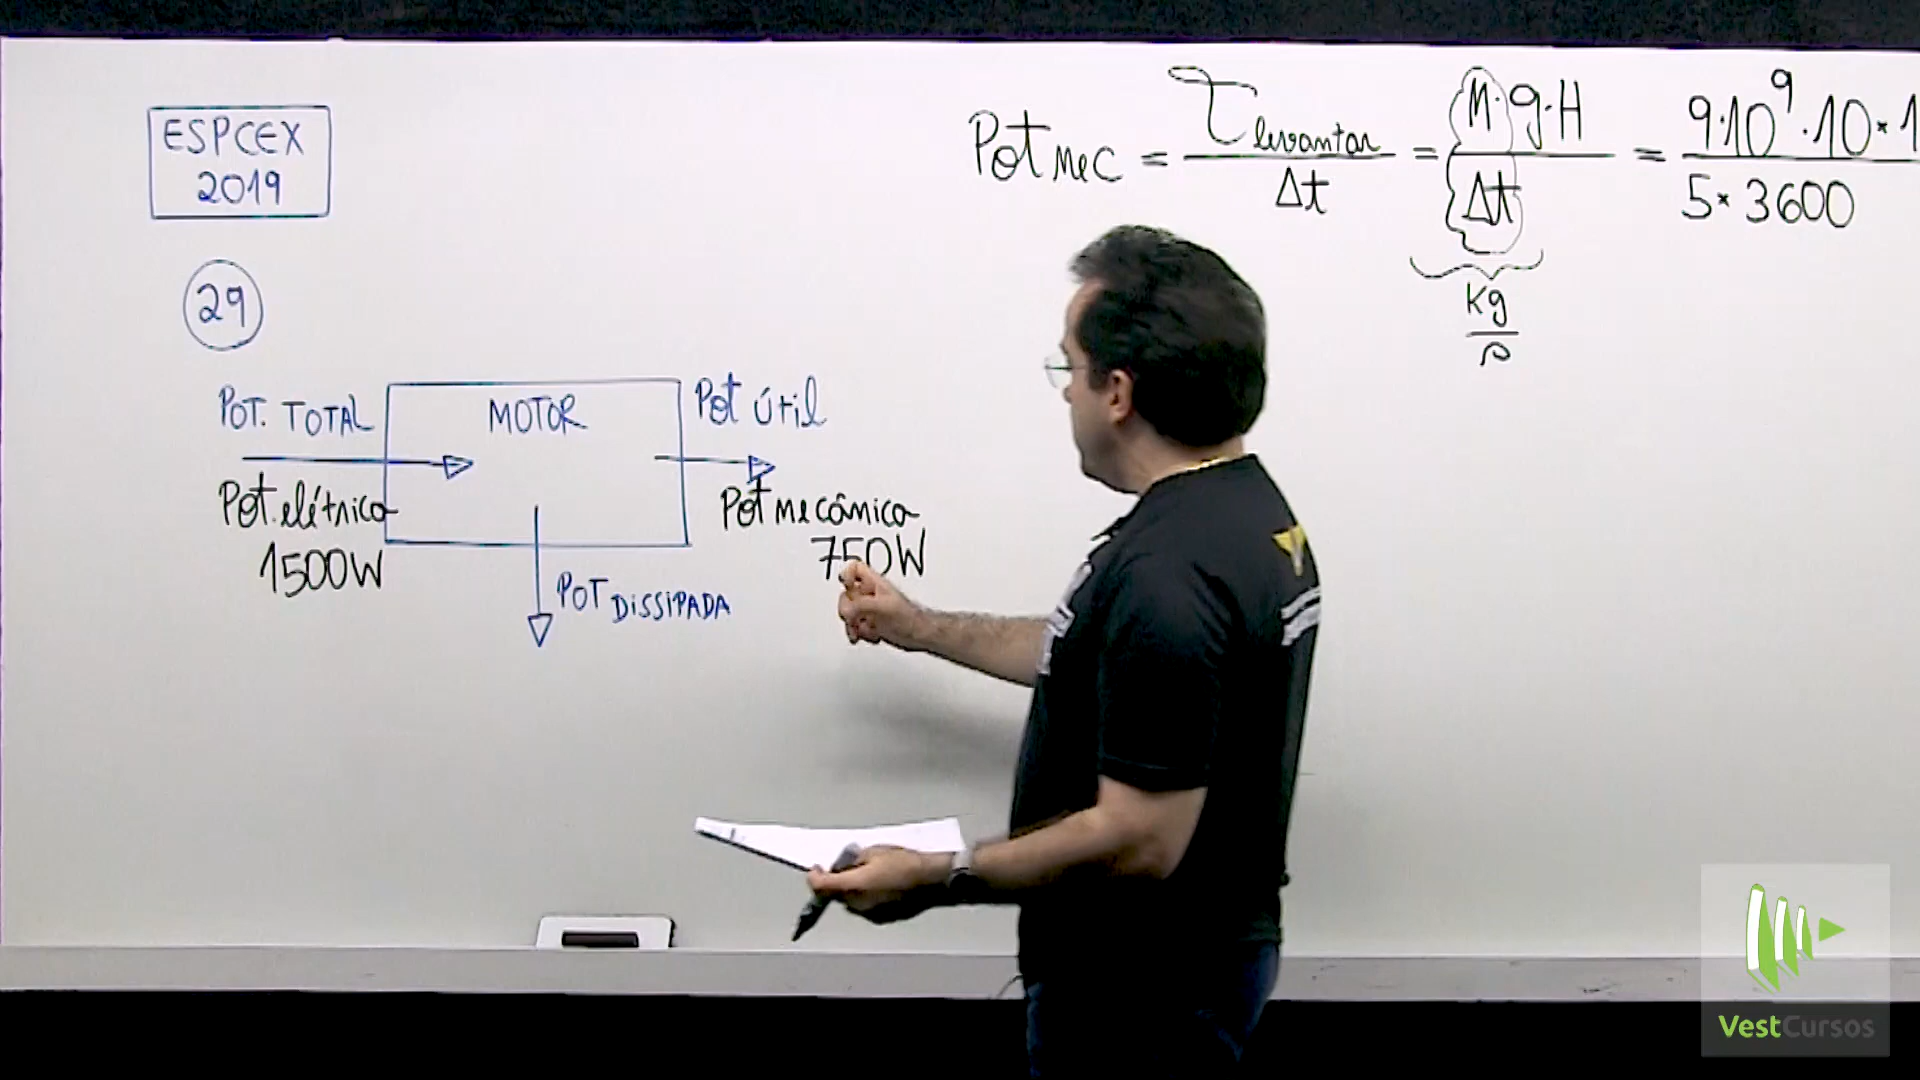 ESPCEX
2019
29
POT. TOTAL
MOTOR
Pot útil
Pot. elétrica
1500W
Pot mecânica
750W
POT DISSIPADA
Pot MEC = τ levantar / Δt = M·g·H / Δt = 9·10⁹·10×1 / 5×3600
Kg
s
VestCursos